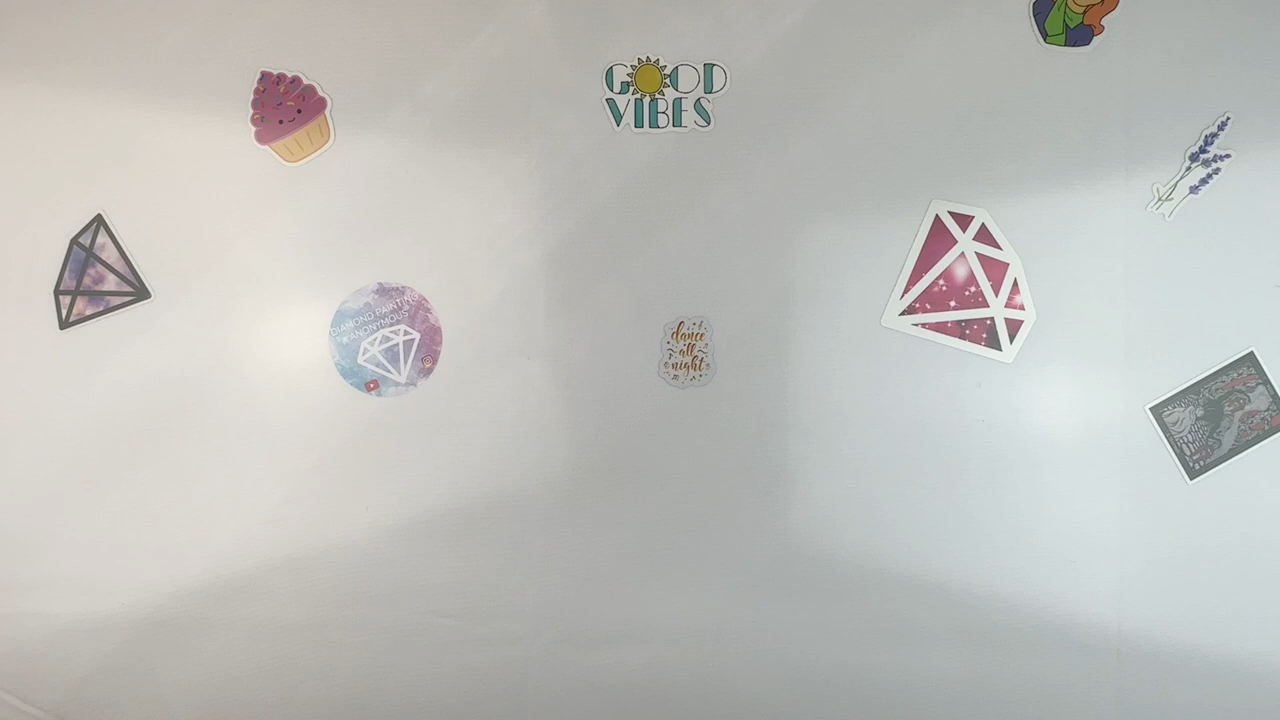 GOOD
VIBES
DIAMOND PAINTING
#ANONYMOUS
dance
all
night